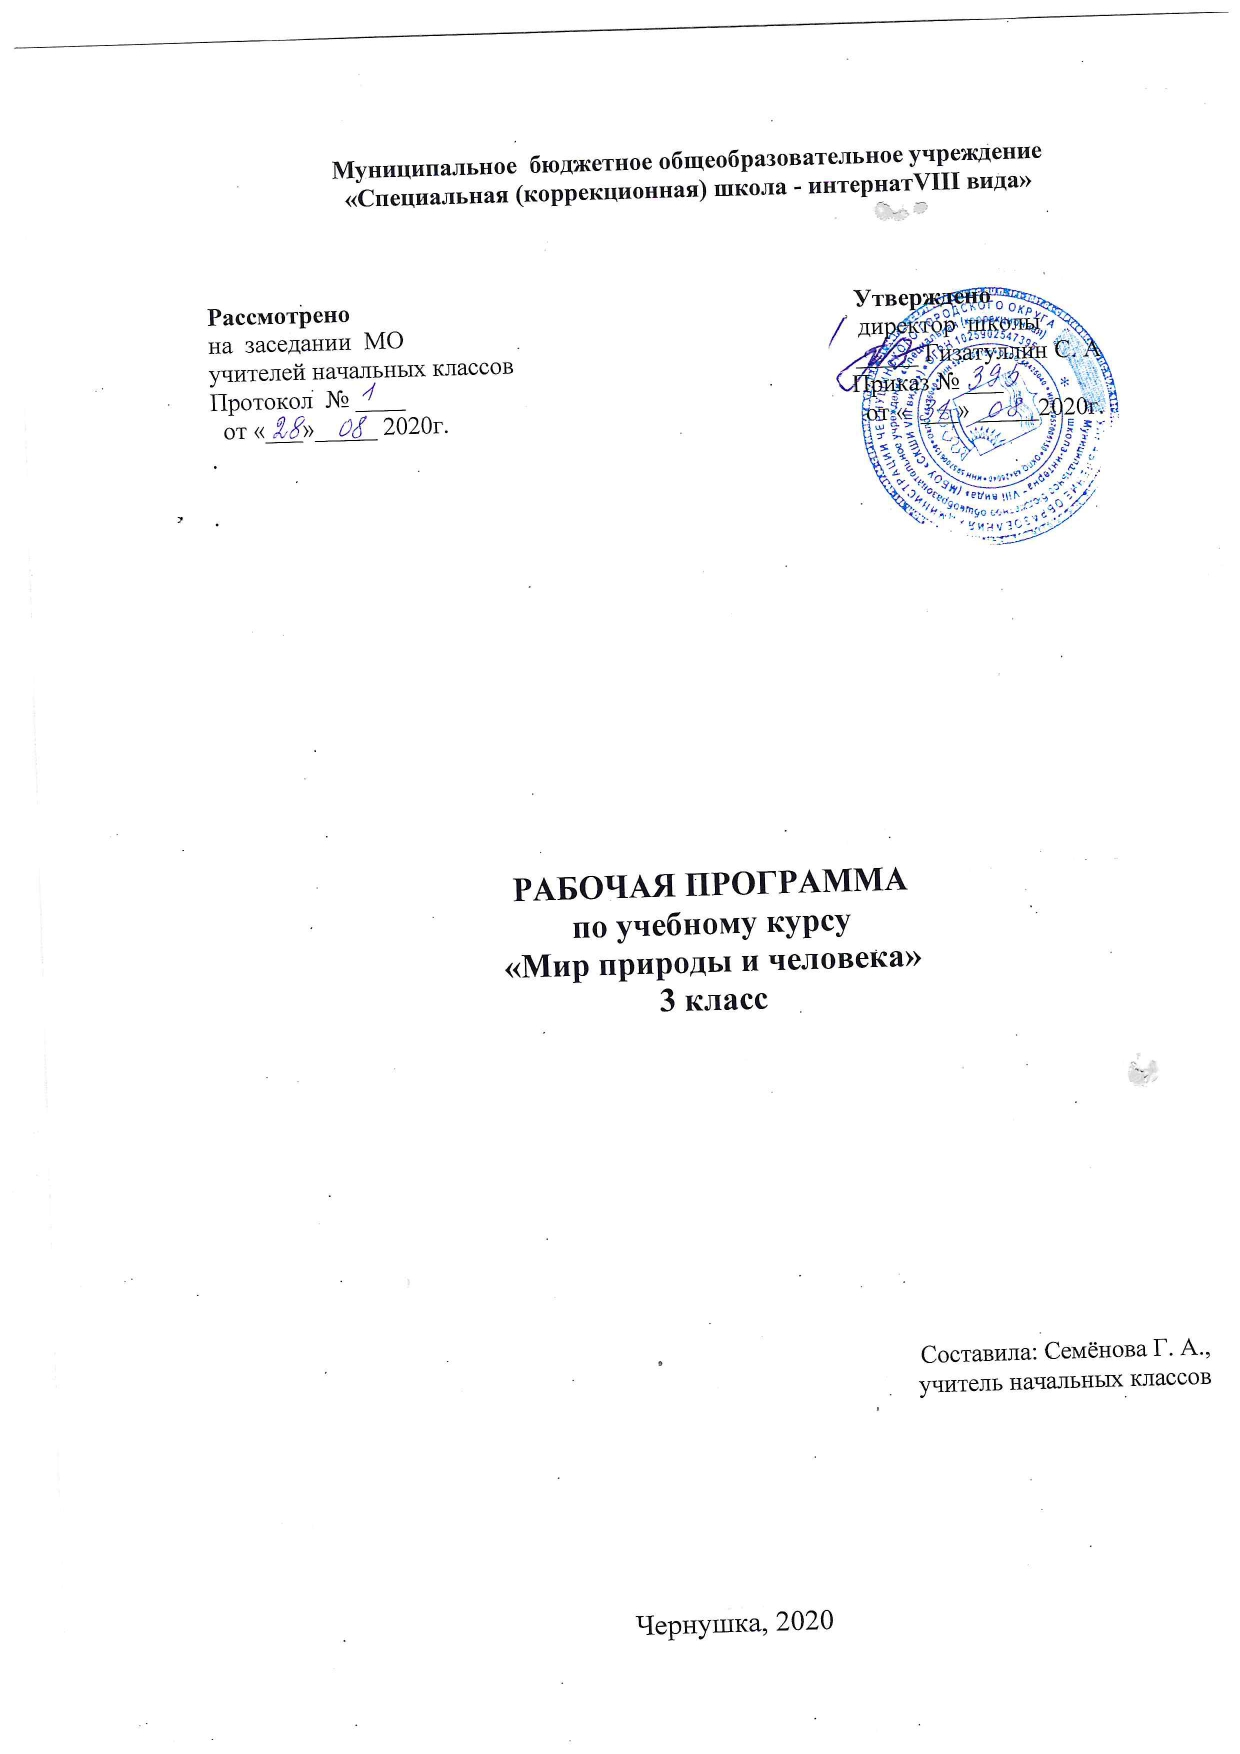 Муниципальное бюджетное общеобразовательное учреждение
«Специальная (коррекционная) школа - интернатVIII вида»
Рассмотрено
на заседании МО
учителей начальных классов
Протокол № 1
от «28» 08 2020г.
Утверждено
директор школы
Гизатуллин С. А.
Приказ № 395
от « » 08 2020г.
РАБОЧАЯ ПРОГРАММА
по учебному курсу
«Мир природы и человека»
3 класс
Составила: Семёнова Г. А.,
учитель начальных классов
Чернушка, 2020